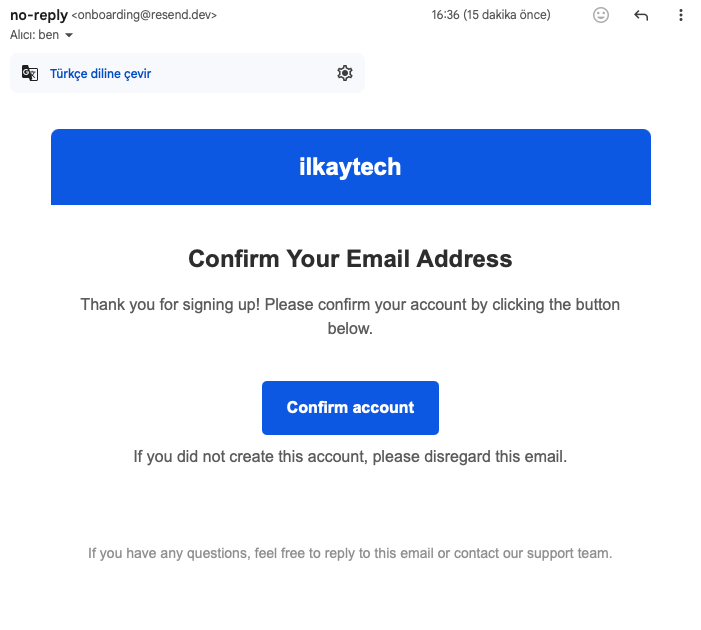 no-reply <onboarding@resend.dev> 16:36 (15 dakika önce)
Alıcı: ben
Türkçe diline çevir
ilkaytech
Confirm Your Email Address
Thank you for signing up! Please confirm your account by clicking the button
below.
Confirm account
If you did not create this account, please disregard this email.
If you have any questions, feel free to reply to this email or contact our support team.